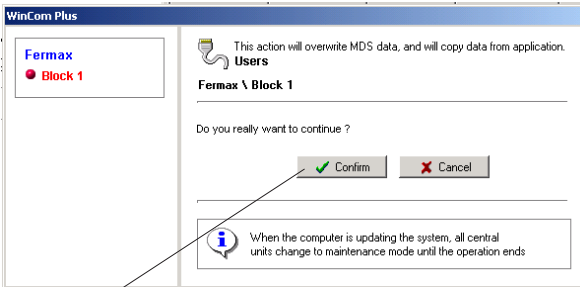 WinCom Plus
Fermax
Block 1
This action will overwrite MDS data, and will copy data from application.
Users
Fermax \ Block 1
Do you really want to continue ?
Confirm
Cancel
When the computer is updating the system, all central
units change to maintenance mode until the operation ends